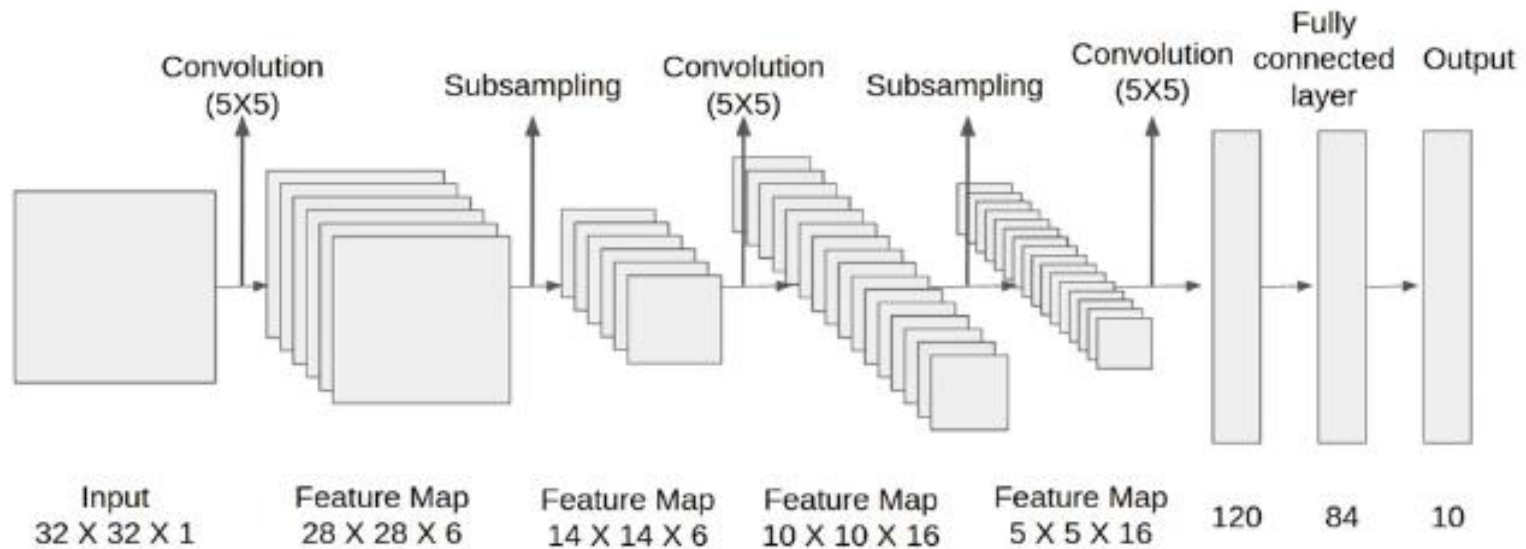 Convolution
(5X5)
Subsampling
Convolution
(5X5)
Subsampling
Convolution
(5X5)
Fully
connected
layer
Output
Input
32 X 32 X 1
Feature Map
28 X 28 X 6
Feature Map
14 X 14 X 6
Feature Map
10 X 10 X 16
Feature Map
5 X 5 X 16
120
84
10